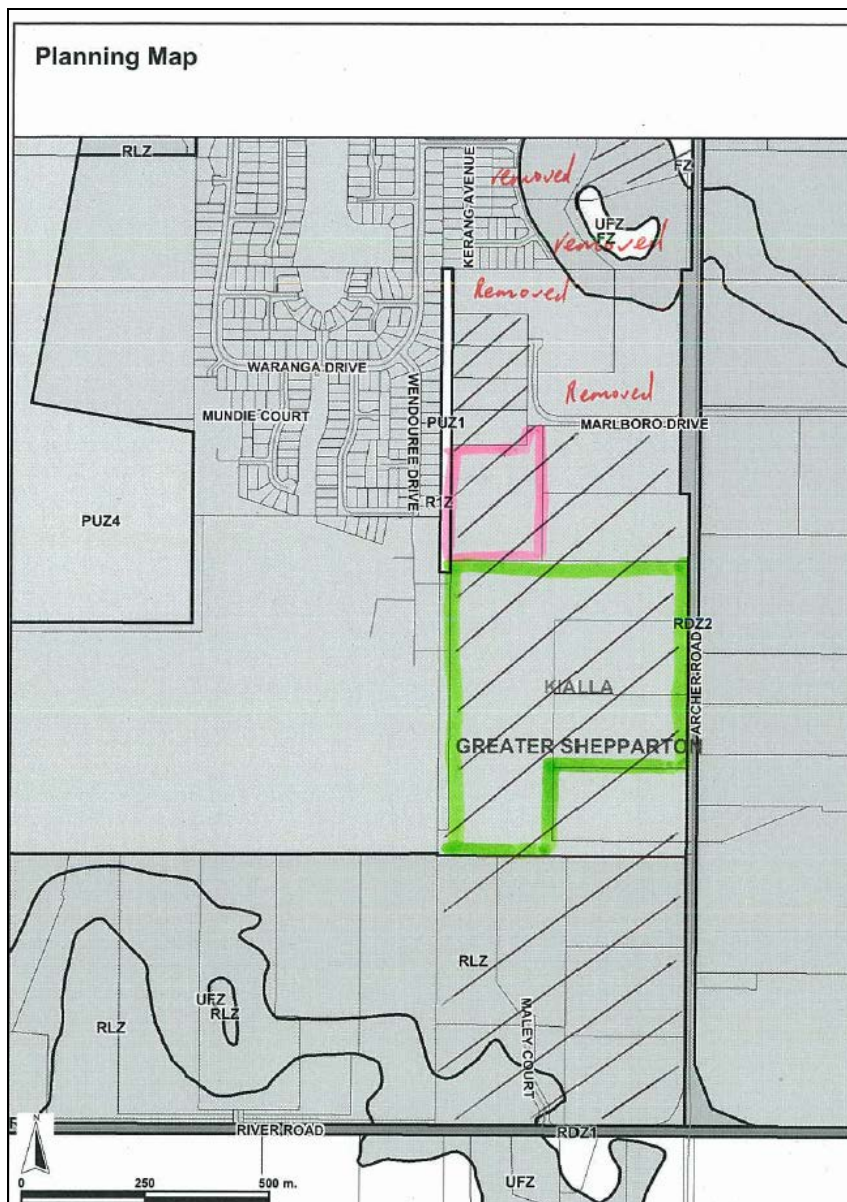 Planning Map
RLZ
KERANG AVENUE
removed
FZ
UFZ
FZ
removed
Removed
WARANGA DRIVE
WENDOUREE DRIVE
Removed
MUNDIE COURT
PUZ1
MARLBORO DRIVE
R1Z
PUZ4
RDZ2
ARCHER ROAD
KIALLA
GREATER SHEPPARTON
RLZ
UFZ
RLZ
RLZ
MALEY COURT
RIVER ROAD
RDZ1
N
UFZ
0 250 500 m.